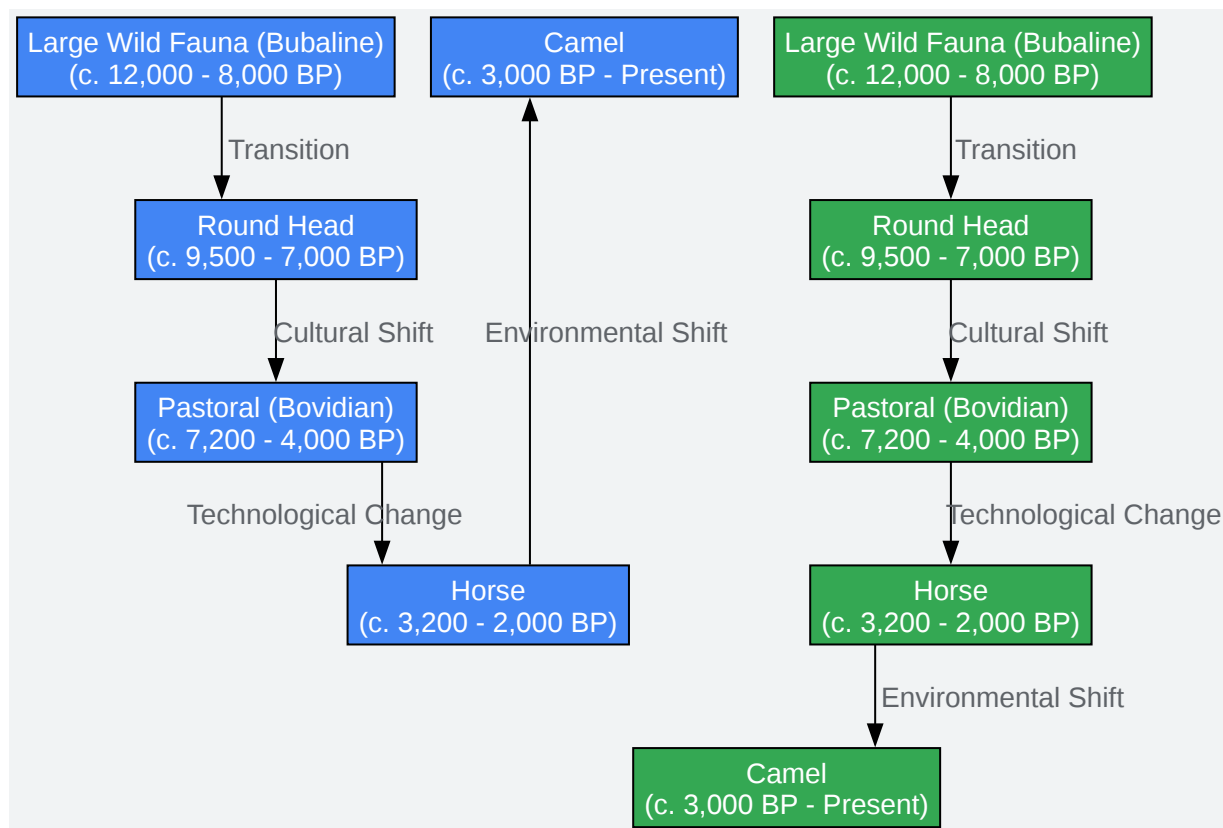 Large Wild Fauna (Bubaline)
(c. 12,000 - 8,000 BP)
Transition
Round Head
(c. 9,500 - 7,000 BP)
Cultural Shift
Pastoral (Bovidian)
(c. 7,200 - 4,000 BP)
Technological Change
Horse
(c. 3,200 - 2,000 BP)
Environmental Shift
Camel
(c. 3,000 BP - Present)
Large Wild Fauna (Bubaline)
(c. 12,000 - 8,000 BP)
Transition
Round Head
(c. 9,500 - 7,000 BP)
Cultural Shift
Pastoral (Bovidian)
(c. 7,200 - 4,000 BP)
Technological Change
Horse
(c. 3,200 - 2,000 BP)
Environmental Shift
Camel
(c. 3,000 BP - Present)